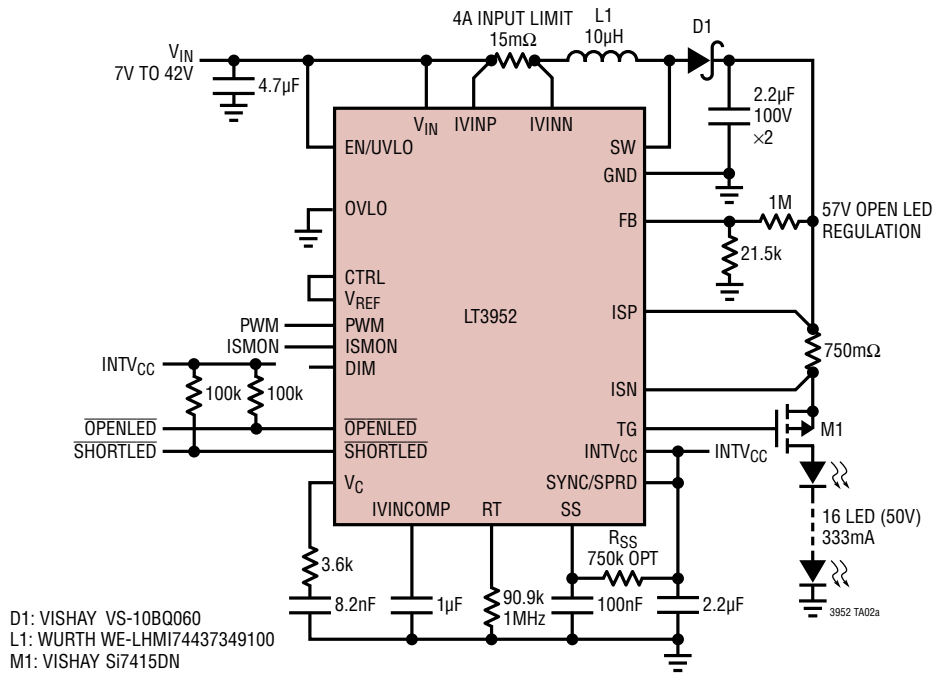 4A INPUT LIMIT
15mΩ
L1
10µH
D1
VIN
7V TO 42V
4.7µF
2.2µF
100V
×2
VIN
IVINP
IVINN
EN/UVLO
SW
GND
OVLO
FB
1M
57V OPEN LED
REGULATION
21.5k
CTRL
VREF
LT3952
ISP
PWM
PWM
ISMON
ISMON
750mΩ
INTVCC
DIM
100k
100k
ISN
OPENLED
OPENLED
TG
M1
SHORTLED
SHORTLED
INTVCC
INTVCC
VC
SYNC/SPRD
IVINCOMP
RT
SS
16 LED (50V)
333mA
RSS
750k OPT
3.6k
8.2nF
1µF
90.9k
1MHz
100nF
2.2µF
3952 TA02a
D1: VISHAY VS-10BQ060
L1: WURTH WE-LHMI74437349100
M1: VISHAY Si7415DN